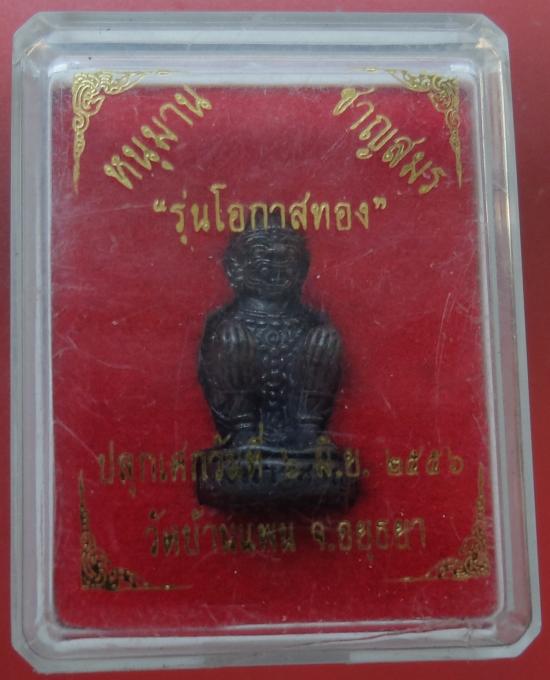 หนุมาน ชาญสมร
"รุ่นโอกาสทอง"
ปลุกเสกวันที่ ๖ มิ.ย. ๒๕๕๖
วัดบ้านแพน จ.อยุธยา